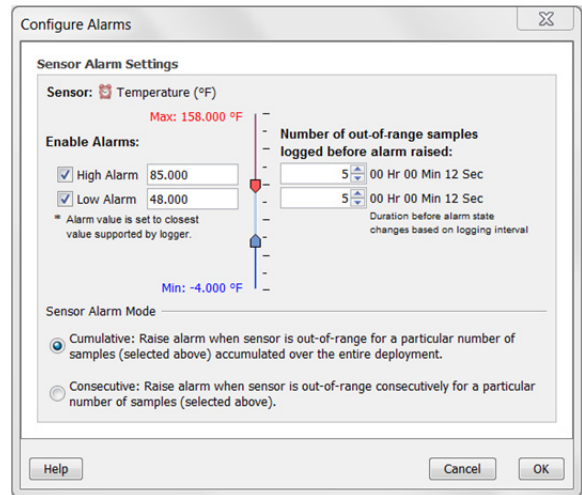 Configure Alarms
Sensor Alarm Settings
Sensor: Temperature (°F)
Max: 158.000 °F
Enable Alarms:
Number of out-of-range samples
logged before alarm raised:
High Alarm 85.000
5 00 Hr 00 Min 12 Sec
Low Alarm 48.000
5 00 Hr 00 Min 12 Sec
* Alarm value is set to closest
value supported by logger.
Duration before alarm state
changes based on logging interval
Min: -4.000 °F
Sensor Alarm Mode
Cumulative: Raise alarm when sensor is out-of-range for a particular number of
samples (selected above) accumulated over the entire deployment.
Consecutive: Raise alarm when sensor is out-of-range consecutively for a particular
number of samples (selected above).
Help
Cancel
OK